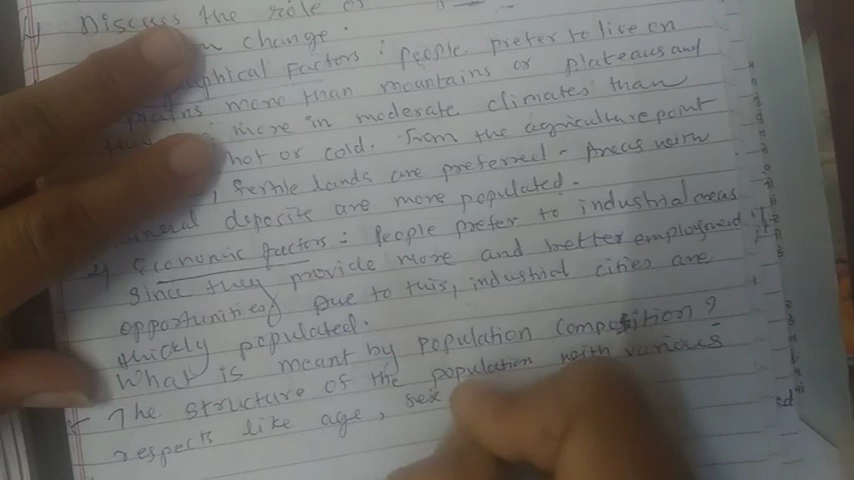 Discuss the role of
change.
Factors: people prefer to live on
plains more than mountains or plateaus and
they more in moderate climates than
hot or cold. From the agriculture point
, fertile lands are preferred - Areas with
deposits are more populated.
2) Economic factors: People prefer to industrial areas
since they provide more and better employment
opportunities Due to this, industrial cities are
thickly populated.
What is meant by population composition?
The structure of the population with various
respects like age, sex